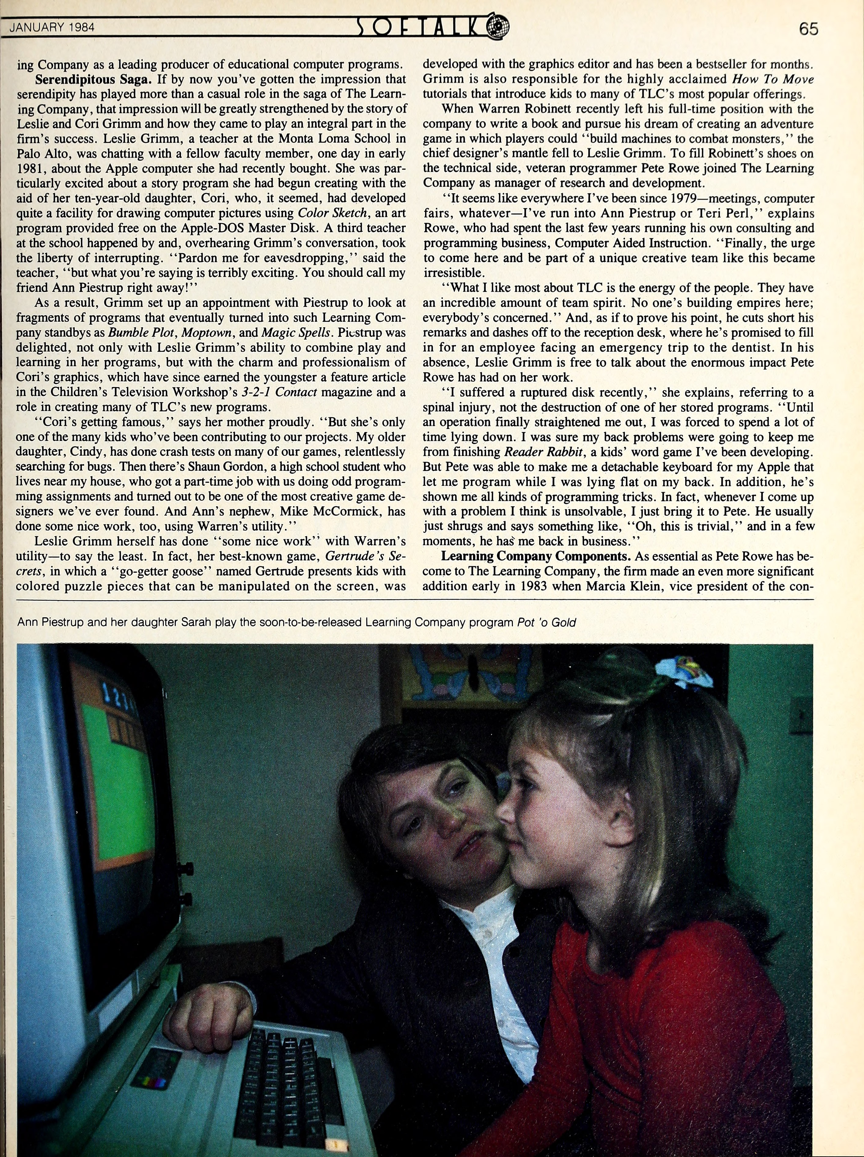 JANUARY 1984
SOFTALK
65
ing Company as a leading producer of educational computer programs.
Serendipitous Saga. If by now you've gotten the impression that
serendipity has played more than a casual role in the saga of The Learn-
ing Company, that impression will be greatly strengthened by the story of
Leslie and Cori Grimm and how they came to play an integral part in the
firm's success. Leslie Grimm, a teacher at the Monta Loma School in
Palo Alto, was chatting with a fellow faculty member, one day in early
1981, about the Apple computer she had recently bought. She was par-
ticularly excited about a story program she had begun creating with the
aid of her ten-year-old daughter, Cori, who, it seemed, had developed
quite a facility for drawing computer pictures using Color Sketch, an art
program provided free on the Apple-DOS Master Disk. A third teacher
at the school happened by and, overhearing Grimm's conversation, took
the liberty of interrupting. "Pardon me for eavesdropping," said the
teacher, "but what you're saying is terribly exciting. You should call my
friend Ann Piestrup right away!"
As a result, Grimm set up an appointment with Piestrup to look at
fragments of programs that eventually turned into such Learning Com-
pany standbys as Bumble Plot, Moptown, and Magic Spells. Piestrup was
delighted, not only with Leslie Grimm's ability to combine play and
learning in her programs, but with the charm and professionalism of
Cori's graphics, which have since earned the youngster a feature article
in the Children's Television Workshop's 3-2-1 Contact magazine and a
role in creating many of TLC's new programs.
"Cori's getting famous," says her mother proudly. "But she's only
one of the many kids who've been contributing to our projects. My older
daughter, Cindy, has done crash tests on many of our games, relentlessly
searching for bugs. Then there's Shaun Gordon, a high school student who
lives near my house, who got a part-time job with us doing odd program-
ming assignments and turned out to be one of the most creative game de-
signers we've ever found. And Ann's nephew, Mike McCormick, has
done some nice work, too, using Warren's utility."
Leslie Grimm herself has done "some nice work" with Warren's
utility—to say the least. In fact, her best-known game, Gertrude's Se-
crets, in which a "go-getter goose" named Gertrude presents kids with
colored puzzle pieces that can be manipulated on the screen, was
developed with the graphics editor and has been a bestseller for months.
Grimm is also responsible for the highly acclaimed How To Move
tutorials that introduce kids to many of TLC's most popular offerings.
When Warren Robinett recently left his full-time position with the
company to write a book and pursue his dream of creating an adventure
game in which players could "build machines to combat monsters," the
chief designer's mantle fell to Leslie Grimm. To fill Robinett's shoes on
the technical side, veteran programmer Pete Rowe joined The Learning
Company as manager of research and development.
"It seems like everywhere I've been since 1979—meetings, computer
fairs, whatever—I've run into Ann Piestrup or Teri Perl," explains
Rowe, who had spent the last few years running his own consulting and
programming business, Computer Aided Instruction. "Finally, the urge
to come here and be part of a unique creative team like this became
irresistible.
"What I like most about TLC is the energy of the people. They have
an incredible amount of team spirit. No one's building empires here;
everybody's concerned." And, as if to prove his point, he cuts short his
remarks and dashes off to the reception desk, where he's promised to fill
in for an employee facing an emergency trip to the dentist. In his
absence, Leslie Grimm is free to talk about the enormous impact Pete
Rowe has had on her work.
"I suffered a ruptured disk recently," she explains, referring to a
spinal injury, not the destruction of one of her stored programs. "Until
an operation finally straightened me out, I was forced to spend a lot of
time lying down. I was sure my back problems were going to keep me
from finishing Reader Rabbit, a kids' word game I've been developing.
But Pete was able to make me a detachable keyboard for my Apple that
let me program while I was lying flat on my back. In addition, he's
shown me all kinds of programming tricks. In fact, whenever I come up
with a problem I think is unsolvable, I just bring it to Pete. He usually
just shrugs and says something like, "Oh, this is trivial," and in a few
moments, he has me back in business."
Learning Company Components. As essential as Pete Rowe has be-
come to The Learning Company, the firm made an even more significant
addition early in 1983 when Marcia Klein, vice president of the con-
Ann Piestrup and her daughter Sarah play the soon-to-be-released Learning Company program Pot 'o Gold